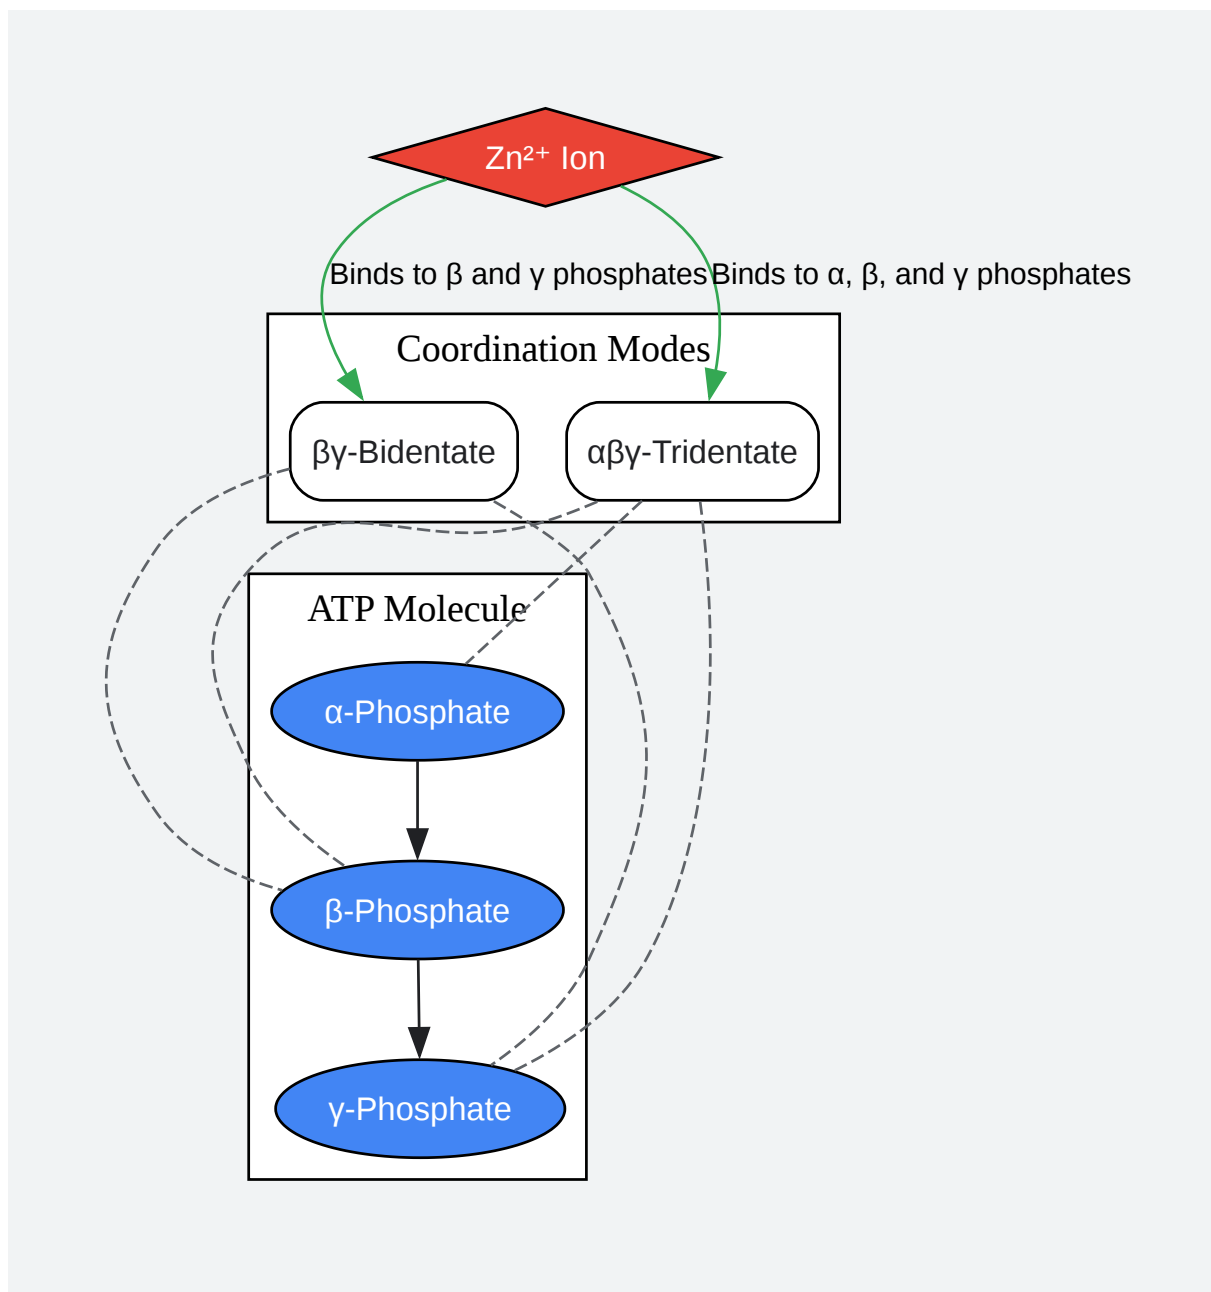 Zn²⁺ Ion
Binds to β and γ phosphates
Binds to α, β, and γ phosphates
Coordination Modes
βγ-Bidentate
αβγ-Tridentate
ATP Molecule
α-Phosphate
β-Phosphate
γ-Phosphate